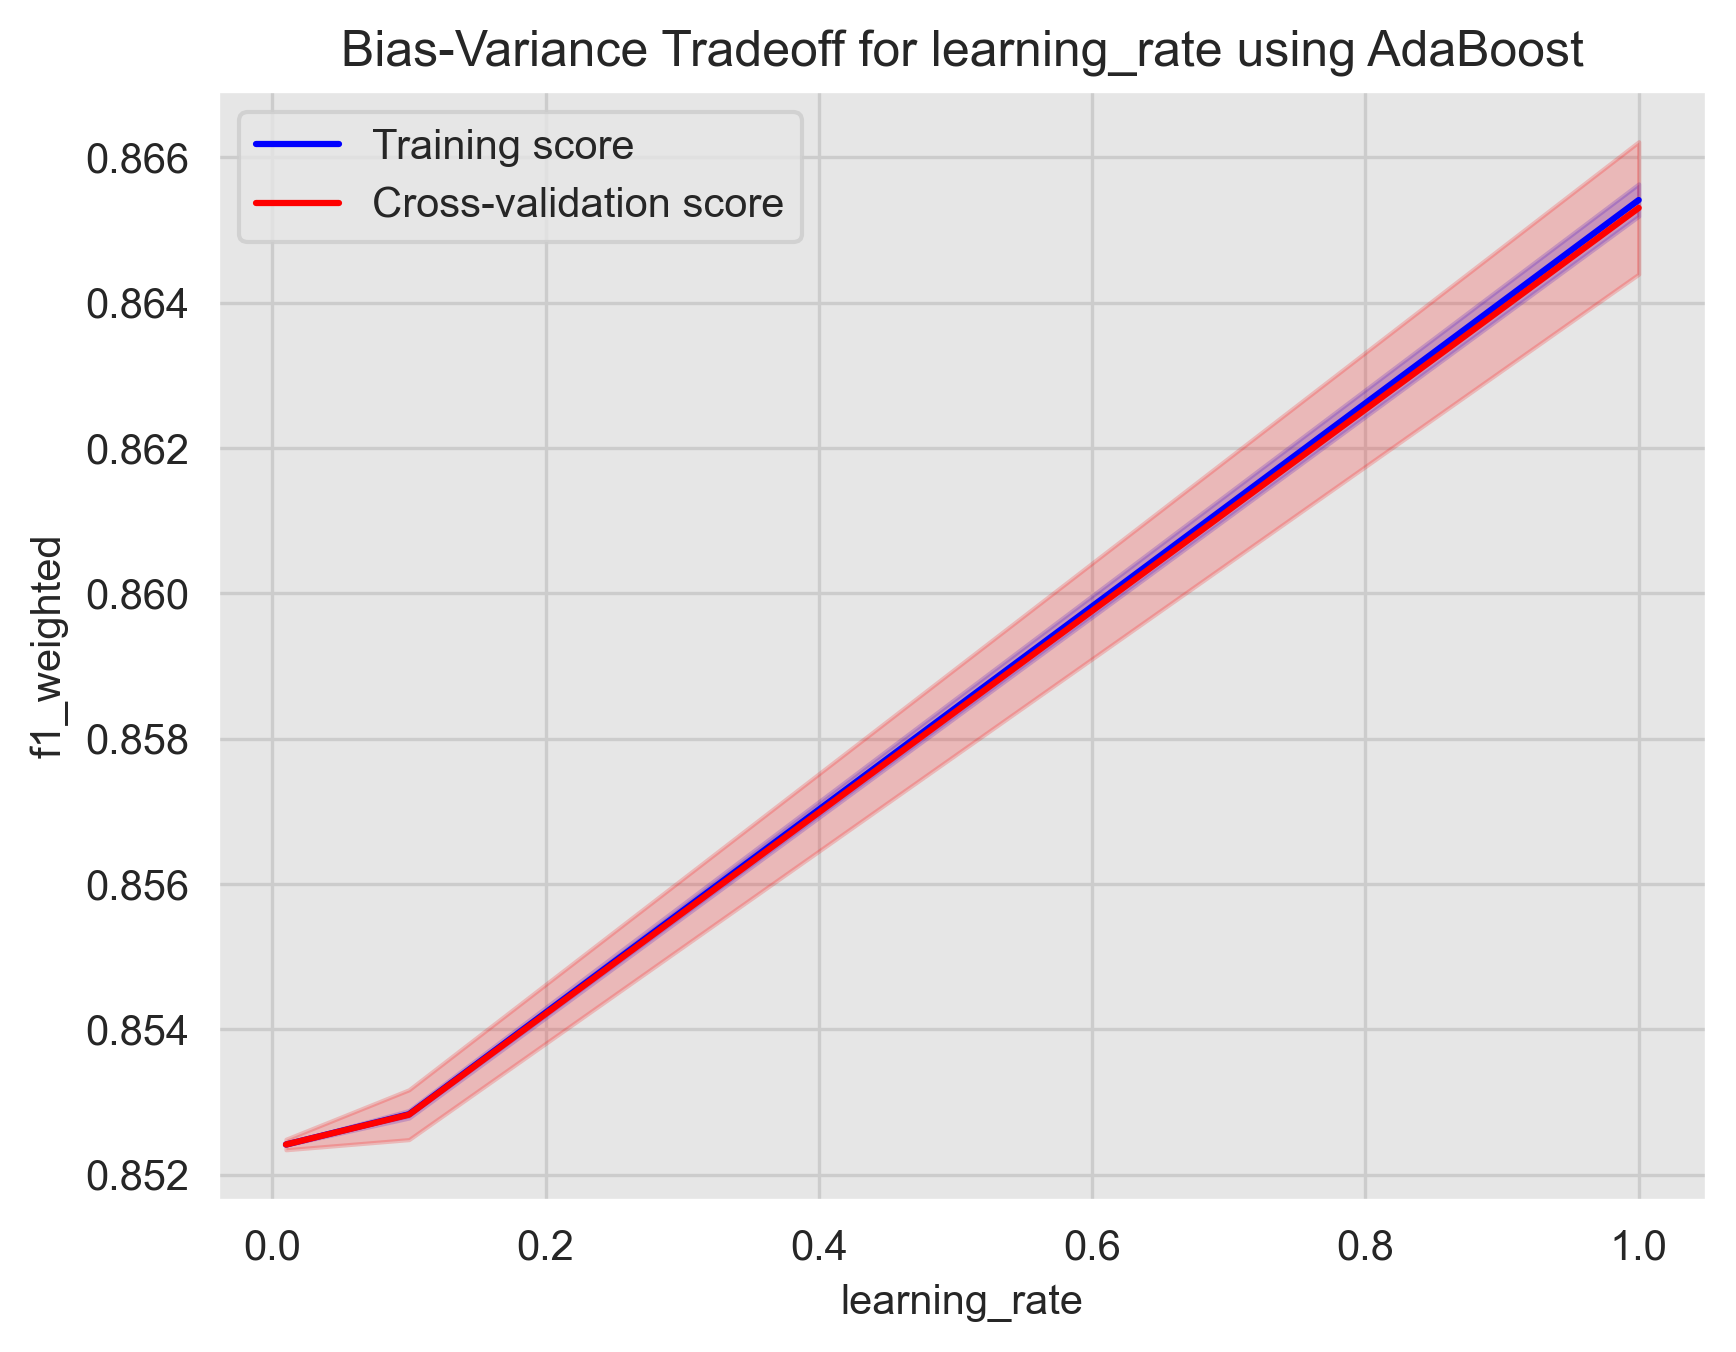 Bias-Variance Tradeoff for learning_rate using AdaBoost
Training score
Cross-validation score
0.866
0.864
0.862
0.860
0.858
0.856
0.854
0.852
f1_weighted
0.0 0.2 0.4 0.6 0.8 1.0
learning_rate